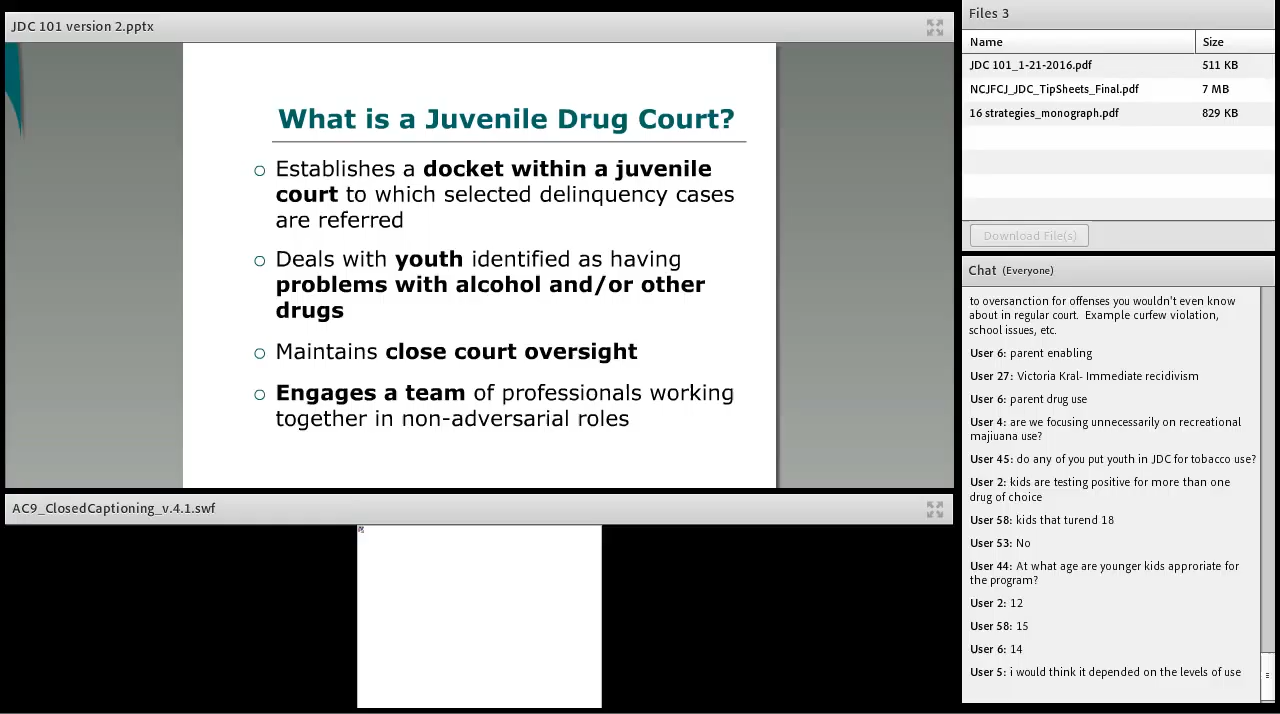 JDC 101 version 2.pptx
What is a Juvenile Drug Court?
Establishes a docket within a juvenile
court to which selected delinquency cases
are referred
Deals with youth identified as having
problems with alcohol and/or other
drugs
Maintains close court oversight
Engages a team of professionals working
together in non-adversarial roles
AC9_ClosedCaptioning_v.4.1.swf
Files 3
Name Size
JDC 101_1-21-2016.pdf 511 KB
NCJFCJ_JDC_TipSheets_Final.pdf 7 MB
16 strategies_monograph.pdf 829 KB
Download File(s)
Chat (Everyone)
to oversanction for offenses you wouldn't even know
about in regular court. Example curfew violation,
school issues, etc.
User 6: parent enabling
User 27: Victoria Kral- Immediate recidivism
User 6: parent drug use
User 4: are we focusing unnecessarily on recreational
majiuana use?
User 45: do any of you put youth in JDC for tobacco use?
User 2: kids are testing positive for more than one
drug of choice
User 58: kids that turend 18
User 53: No
User 44: At what age are younger kids approriate for
the program?
User 2: 12
User 58: 15
User 6: 14
User 5: i would think it depended on the levels of use